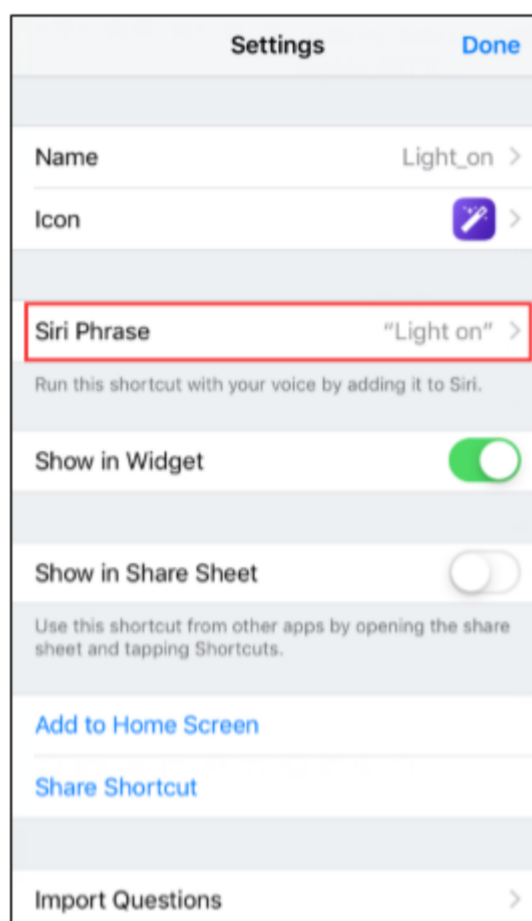 Settings Done
Name Light_on
Icon
Siri Phrase “Light on”
Run this shortcut with your voice by adding it to Siri.
Show in Widget
Show in Share Sheet
Use this shortcut from other apps by opening the share
sheet and tapping Shortcuts.
Add to Home Screen
Share Shortcut
Import Questions